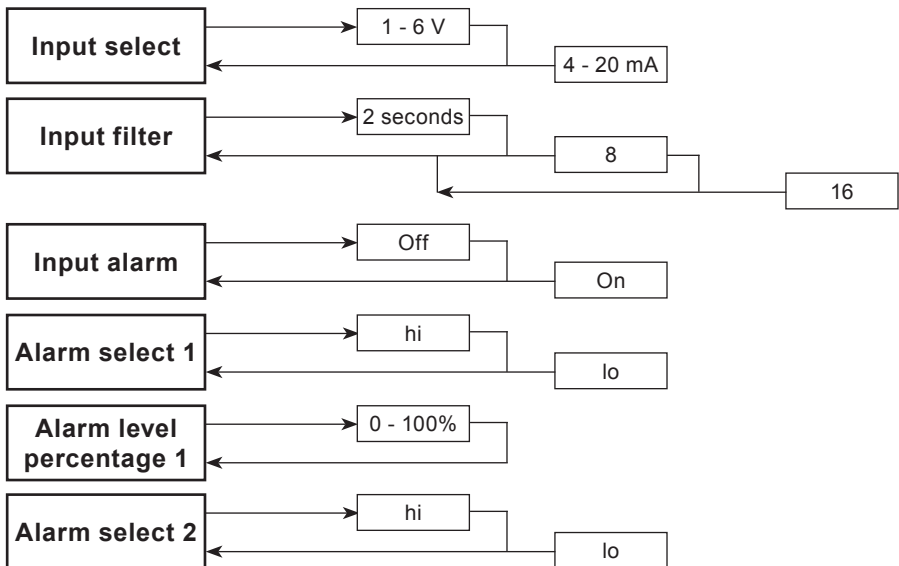 Input select
1 - 6 V
4 - 20 mA
Input filter
2 seconds
8
16
Input alarm
Off
On
Alarm select 1
hi
lo
Alarm level
percentage 1
0 - 100%
Alarm select 2
hi
lo